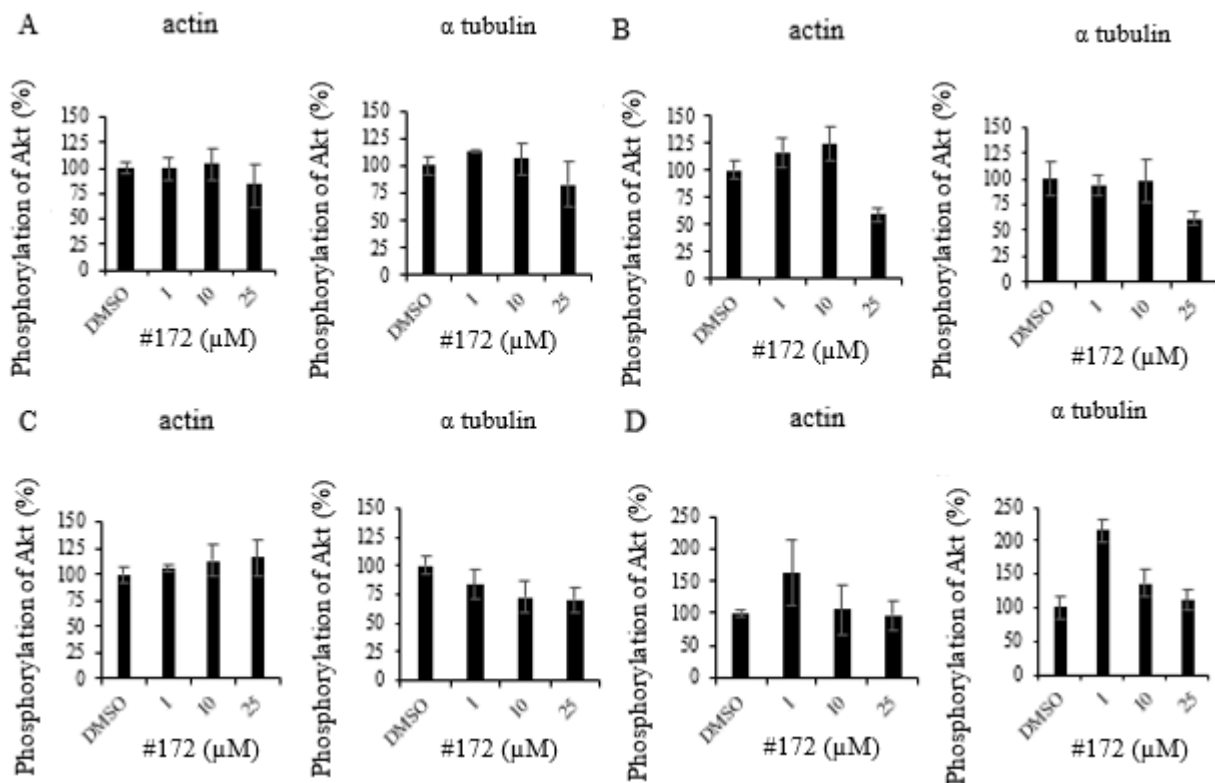 A
actin
α tubulin
Phosphorylation of Akt (%)
150
125
100
75
50
25
0
DMSO
1
10
25
#172 (µM)
Phosphorylation of Akt (%)
150
125
100
75
50
25
0
DMSO
1
10
25
#172 (µM)
B
actin
α tubulin
Phosphorylation of Akt (%)
150
125
100
75
50
25
0
DMSO
1
10
25
#172 (µM)
Phosphorylation of Akt (%)
150
125
100
75
50
25
0
DMSO
1
10
25
#172 (µM)
C
actin
α tubulin
Phosphorylation of Akt (%)
150
125
100
75
50
25
0
DMSO
1
10
25
#172 (µM)
Phosphorylation of Akt (%)
150
125
100
75
50
25
0
DMSO
1
10
25
#172 (µM)
D
actin
α tubulin
Phosphorylation of Akt (%)
250
200
150
100
50
0
DMSO
1
10
25
#172 (µM)
Phosphorylation of Akt (%)
250
200
150
100
50
0
DMSO
1
10
25
#172 (µM)